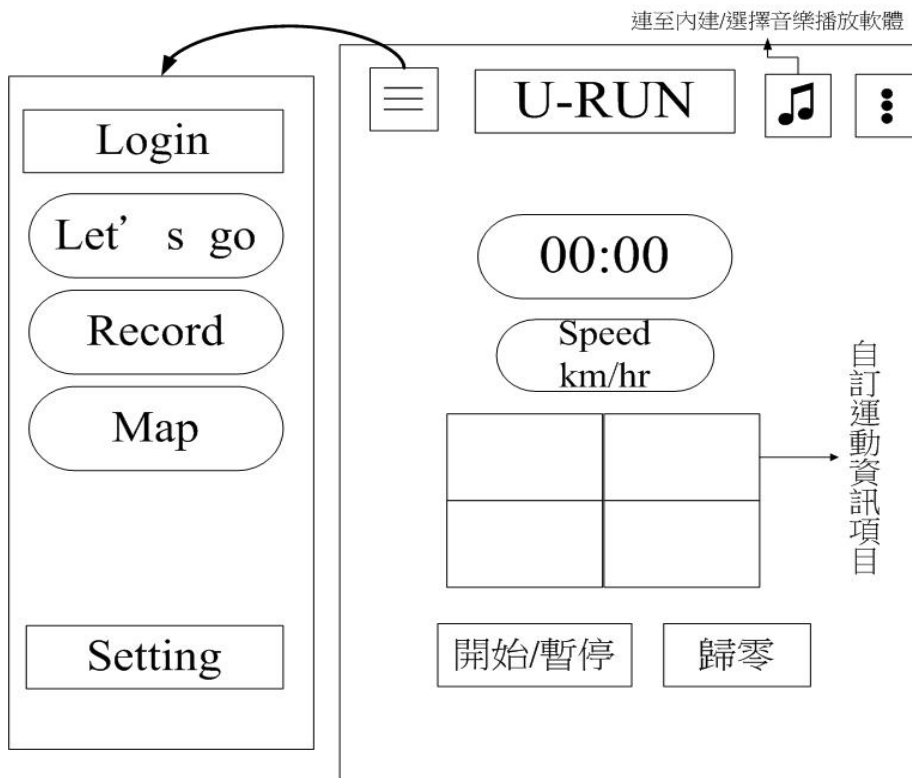 連至內建/選擇音樂播放軟體
U-RUN
Login
Let’ s go
Record
Map
Setting
00:00
Speed
km/hr
自訂運動資訊項目
開始/暫停
歸零